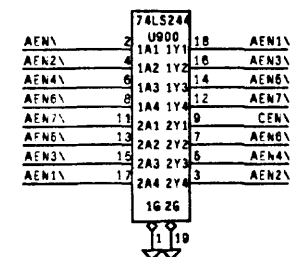 74LS244
U900
AEN\ 2 1A1 1Y1 18 AEN1\
AEN2\ 4 1A2 1Y2 16 AEN3\
AEN4\ 6 1A3 1Y3 14 AEN5\
AEN6\ 8 1A4 1Y4 12 AEN7\
AEN7\ 11 2A1 2Y1 9 CEN\
AEN5\ 13 2A2 2Y2 7 AEN6\
AEN3\ 15 2A3 2Y3 5 AEN4\
AEN1\ 17 2A4 2Y4 3 AEN2\
1G 2G
1 19